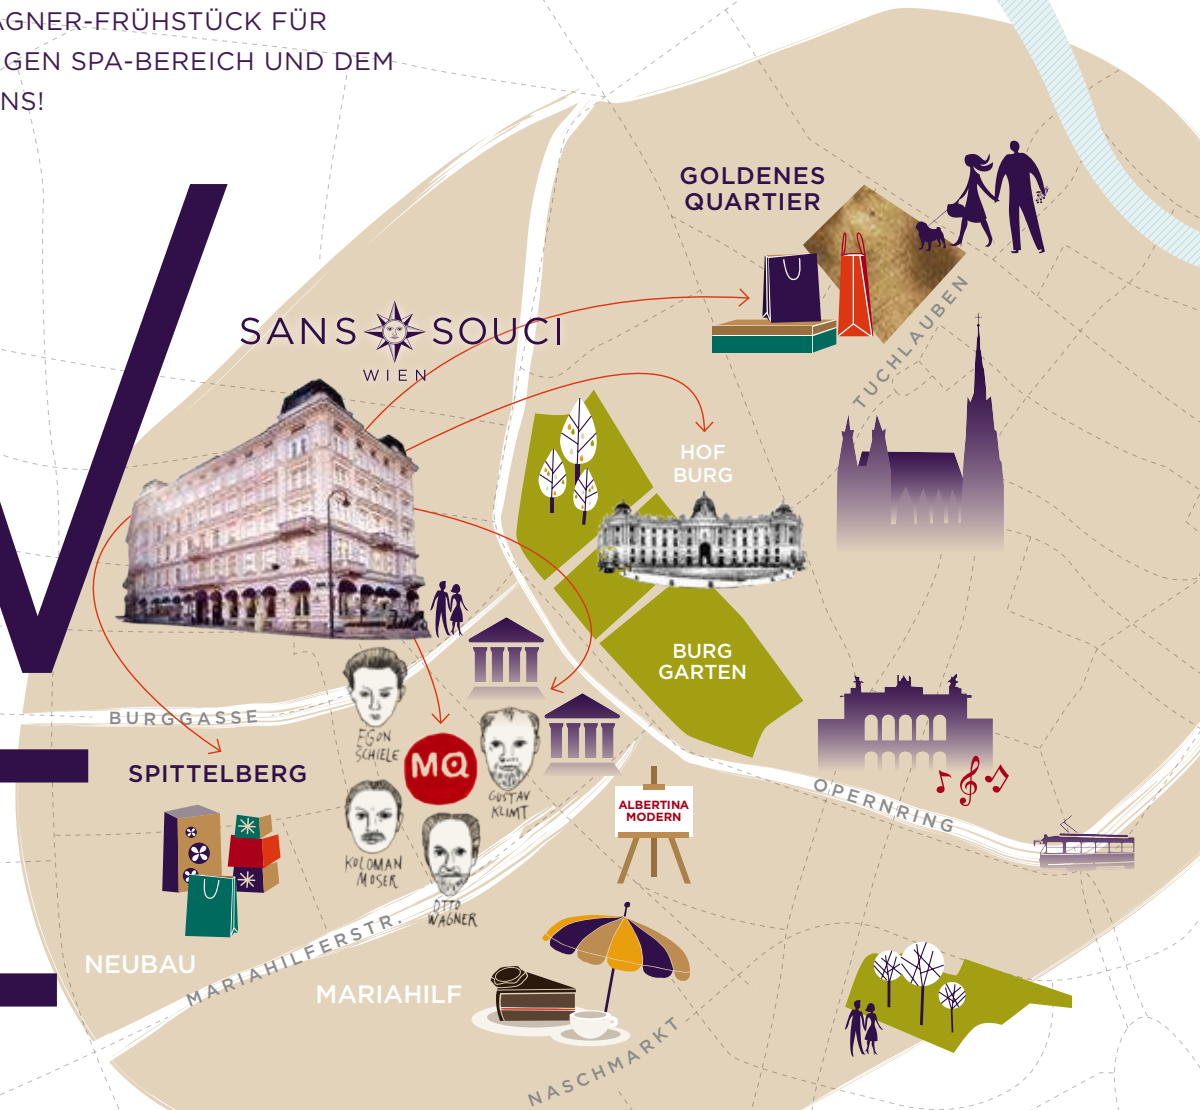 AGNER-FRÜHSTÜCK FÜR
GEN SPA-BEREICH UND DEM
NS!
GOLDENES
QUARTIER
TUCHLAUBEN
SANS SOUCI
WIEN
HOF
BURG
BURG
GARTEN
BURGGASSE
EGON
SCHIELE
MQ
GUSTAV
KLIMT
SPITTELBERG
ALBERTINA
MODERN
OPERNRING
KOLOMAN
MOSER
OTTO
WAGNER
MARIAHILFERSTR.
NEUBAU
MARIAHILF
NASCHMARKT